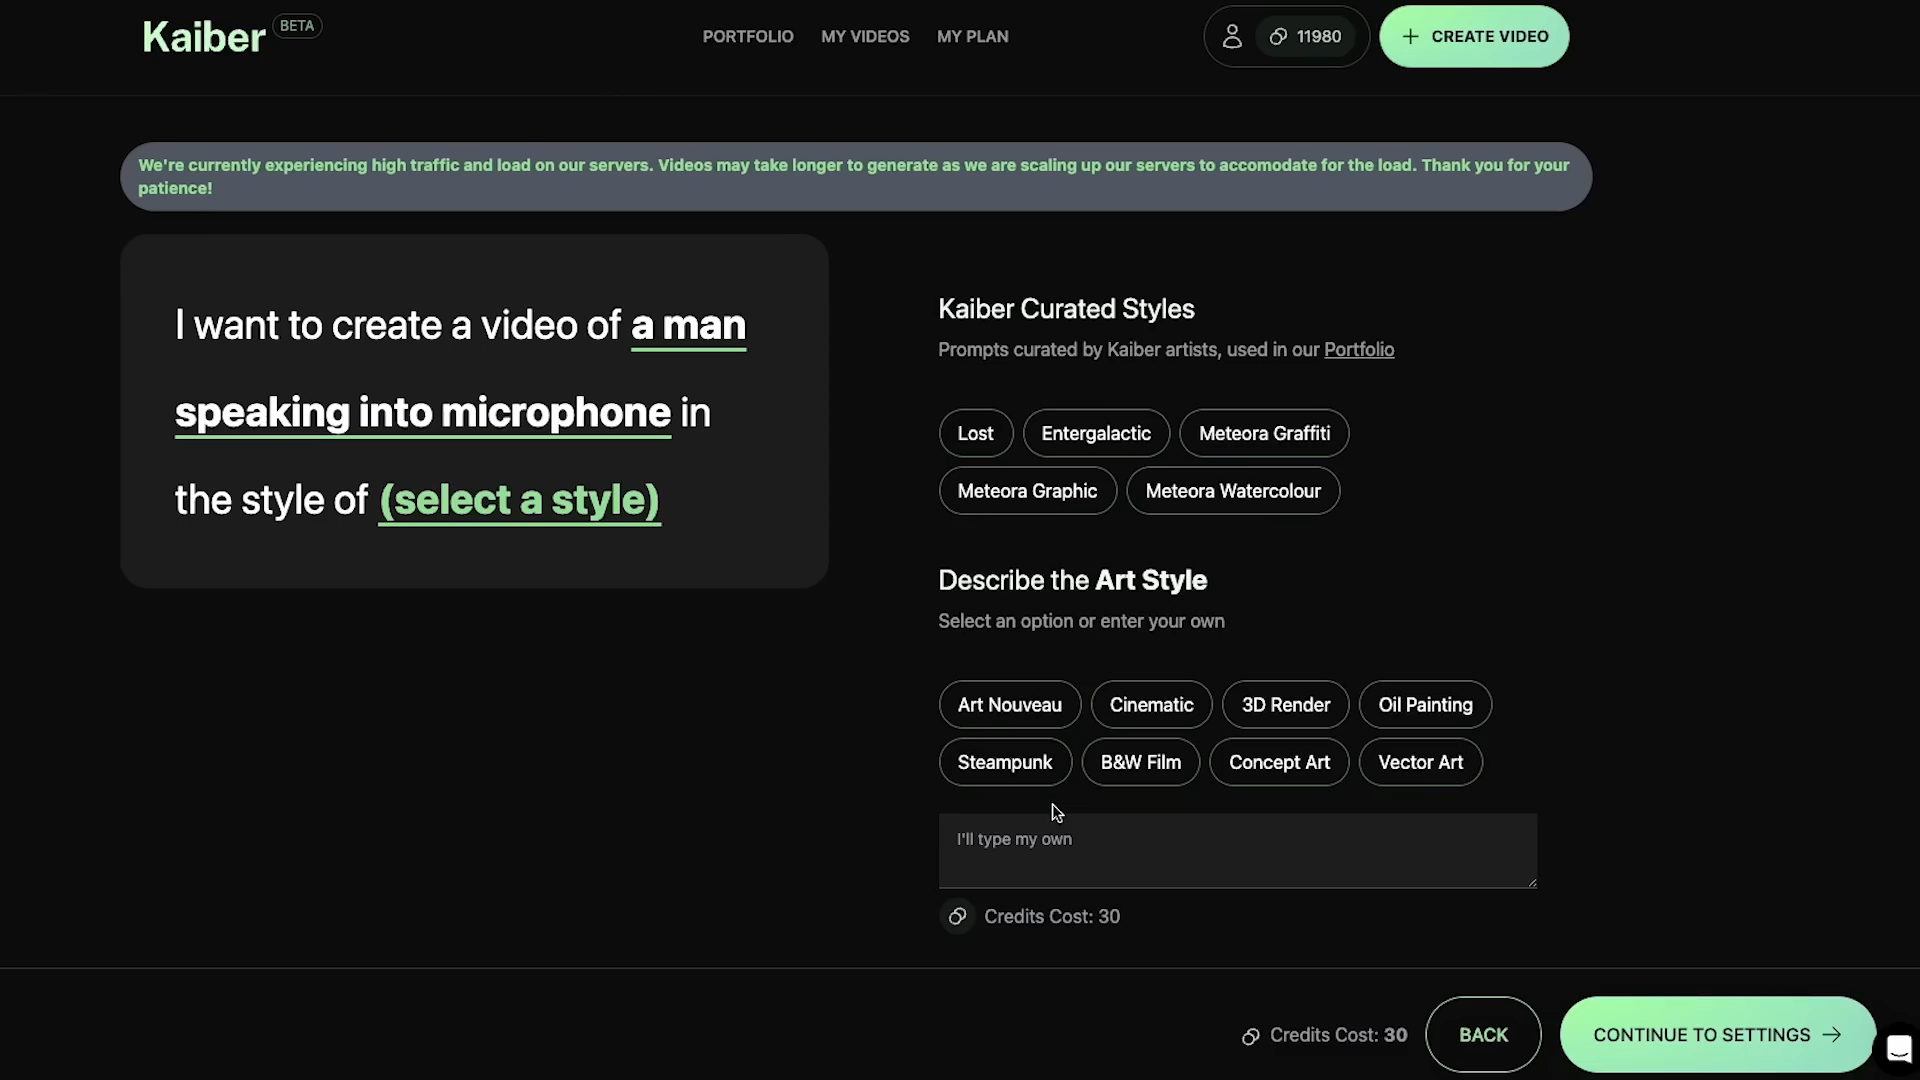 Kaiber BETA
PORTFOLIO MY VIDEOS MY PLAN
11980
+ CREATE VIDEO
We're currently experiencing high traffic and load on our servers. Videos may take longer to generate as we are scaling up our servers to accomodate for the load. Thank you for your
patience!
I want to create a video of a man
speaking into microphone in
the style of (select a style)
Kaiber Curated Styles
Prompts curated by Kaiber artists, used in our Portfolio
Lost Entergalactic Meteora Graffiti
Meteora Graphic Meteora Watercolour
Describe the Art Style
Select an option or enter your own
Art Nouveau Cinematic 3D Render Oil Painting
Steampunk B&W Film Concept Art Vector Art
I'll type my own
Credits Cost: 30
Credits Cost: 30 BACK CONTINUE TO SETTINGS →